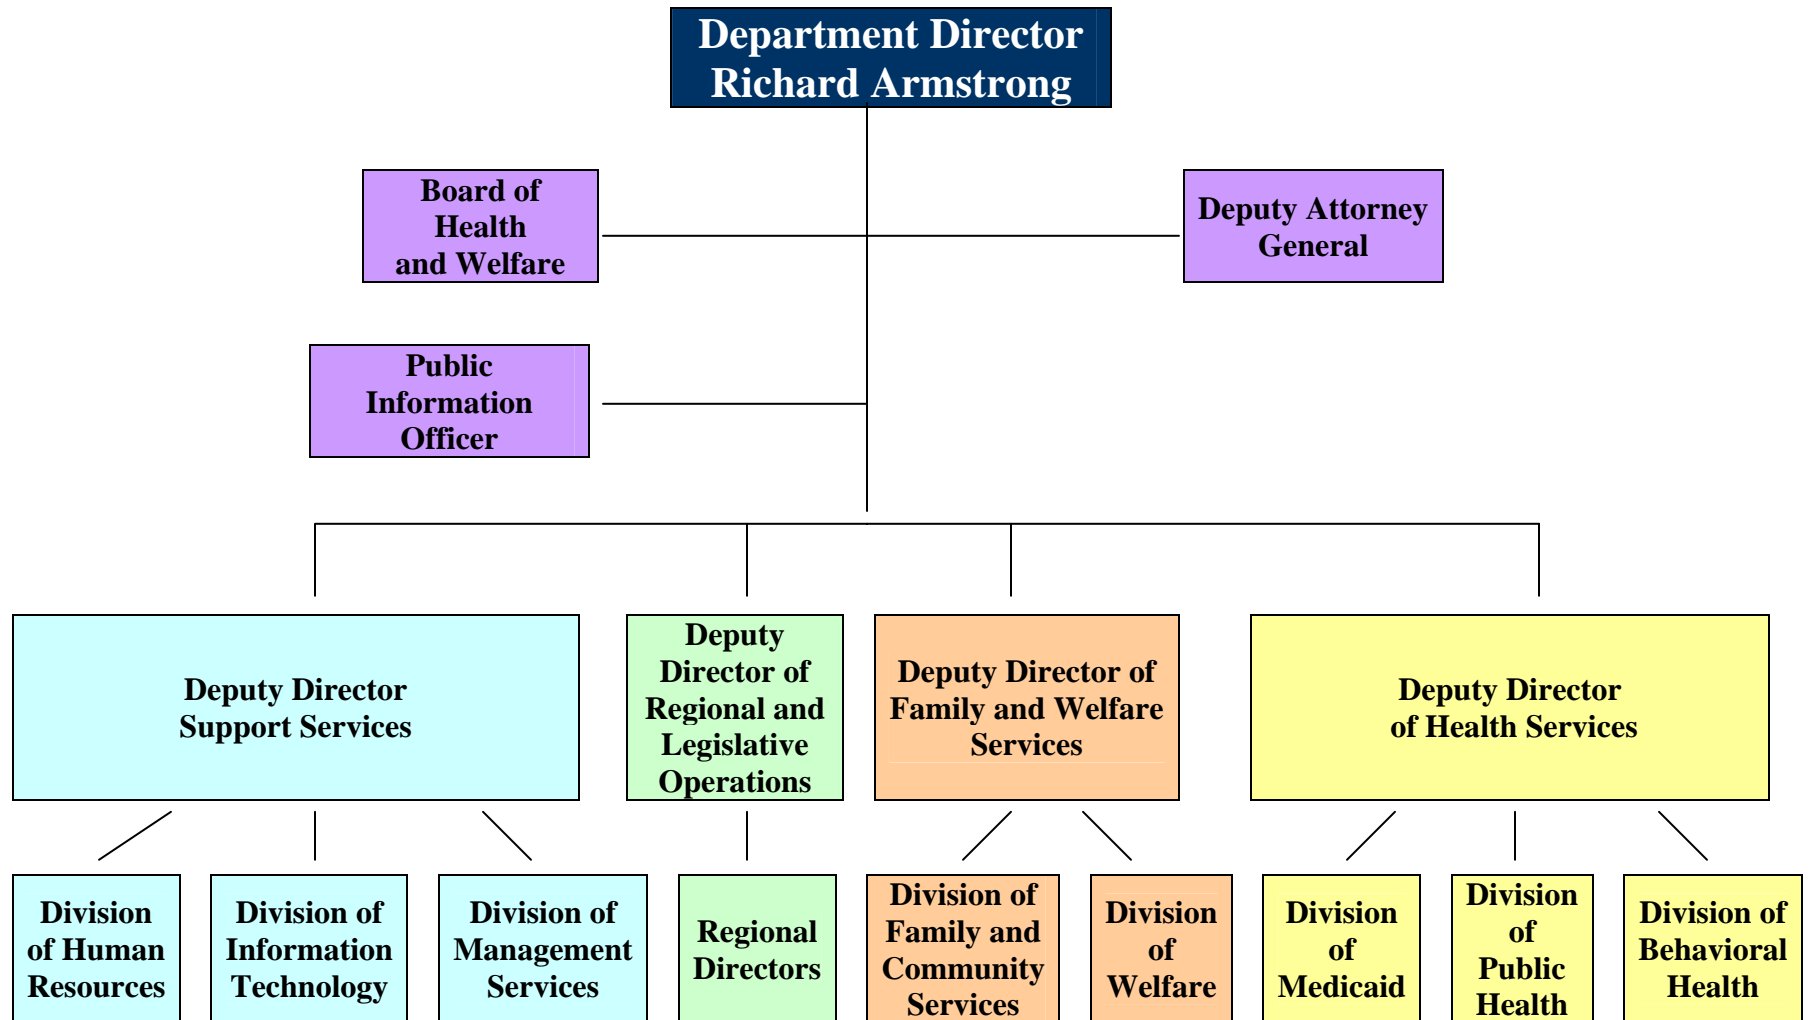 Department Director
Richard Armstrong
Board of
Health
and Welfare
Deputy Attorney
General
Public
Information
Officer
Deputy Director
Support Services
Deputy
Director of
Regional and
Legislative
Operations
Deputy Director of
Family and Welfare
Services
Deputy Director
of Health Services
Division
of Human
Resources
Division of
Information
Technology
Division of
Management
Services
Regional
Directors
Division of
Family and
Community
Services
Division
of
Welfare
Division
of
Medicaid
Division
of
Public
Health
Division of
Behavioral
Health